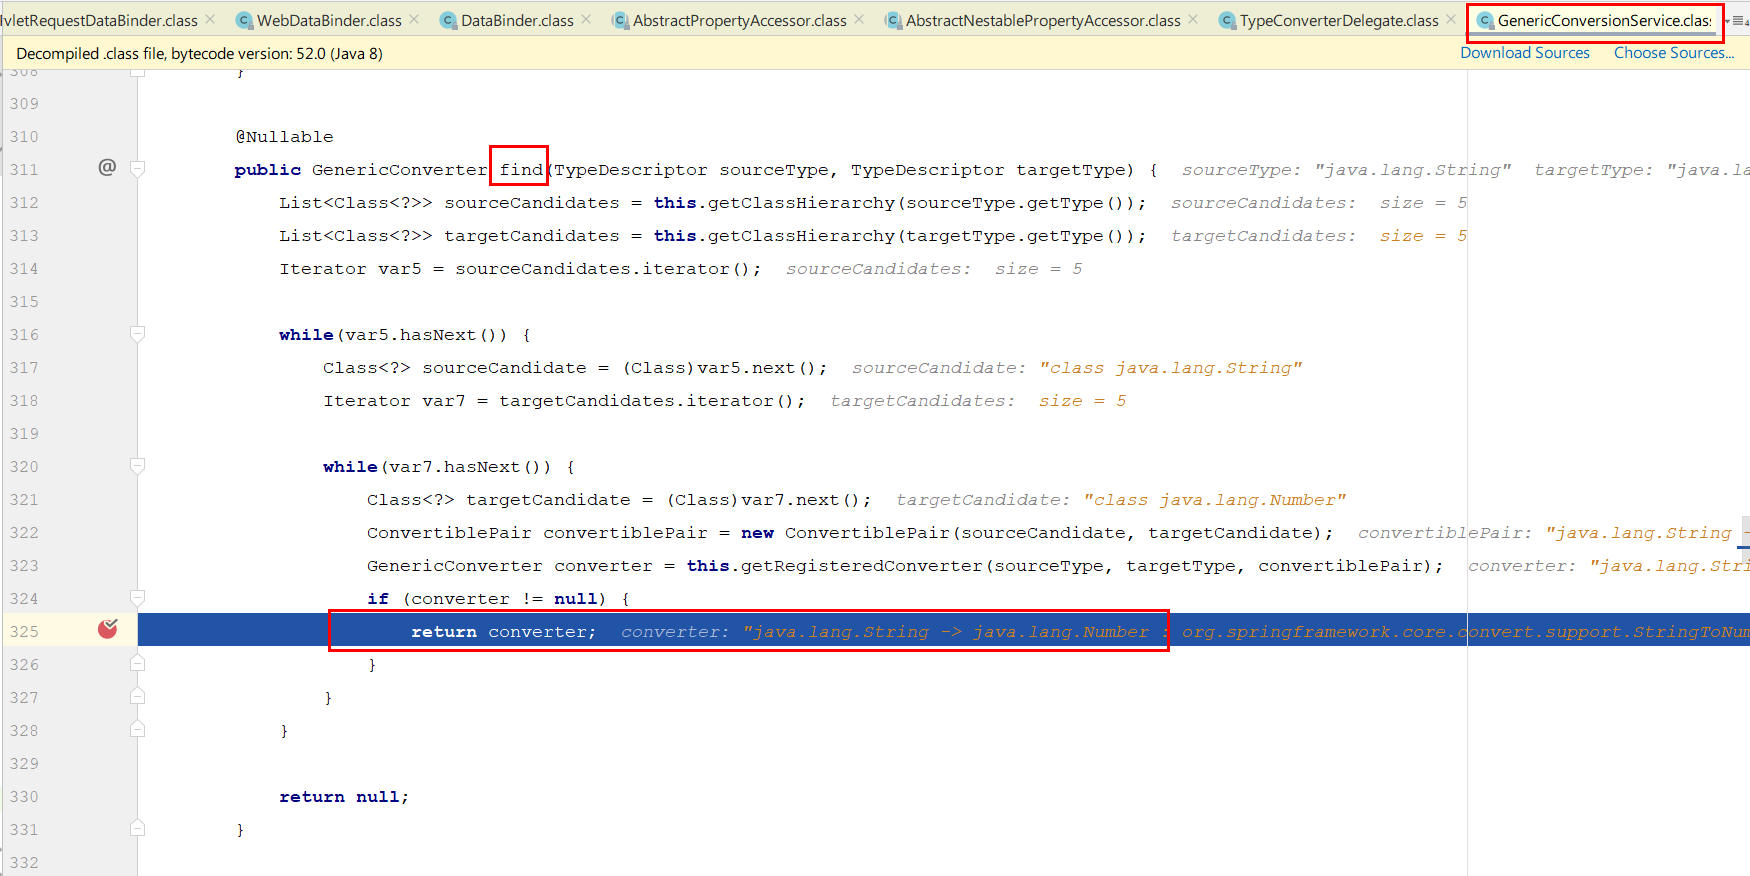 vletRequestDataBinder.class WebDataBinder.class DataBinder.class AbstractPropertyAccessor.class AbstractNestablePropertyAccessor.class TypeConverterDelegate.class GenericConversionService.clas
Decompiled .class file, bytecode version: 52.0 (Java 8) Download Sources Choose Sources...
308 }
309
310 @Nullable
311 @ public GenericConverter find(TypeDescriptor sourceType, TypeDescriptor targetType) { sourceType: "java.lang.String" targetType: "java.la
312 List<Class<?>> sourceCandidates = this.getClassHierarchy(sourceType.getType()); sourceCandidates: size = 5
313 List<Class<?>> targetCandidates = this.getClassHierarchy(targetType.getType()); targetCandidates: size = 5
314 Iterator var5 = sourceCandidates.iterator(); sourceCandidates: size = 5
315
316 while(var5.hasNext()) {
317 Class<?> sourceCandidate = (Class)var5.next(); sourceCandidate: "class java.lang.String"
318 Iterator var7 = targetCandidates.iterator(); targetCandidates: size = 5
319
320 while(var7.hasNext()) {
321 Class<?> targetCandidate = (Class)var7.next(); targetCandidate: "class java.lang.Number"
322 ConvertiblePair convertiblePair = new ConvertiblePair(sourceCandidate, targetCandidate); convertiblePair: "java.lang.String -
323 GenericConverter converter = this.getRegisteredConverter(sourceType, targetType, convertiblePair); converter: "java.lang.Stri
324 if (converter != null) {
325 return converter; converter: "java.lang.String -> java.lang.Number : org.springframework.core.convert.support.StringToNum
326 }
327 }
328 }
329
330 return null;
331 }
332